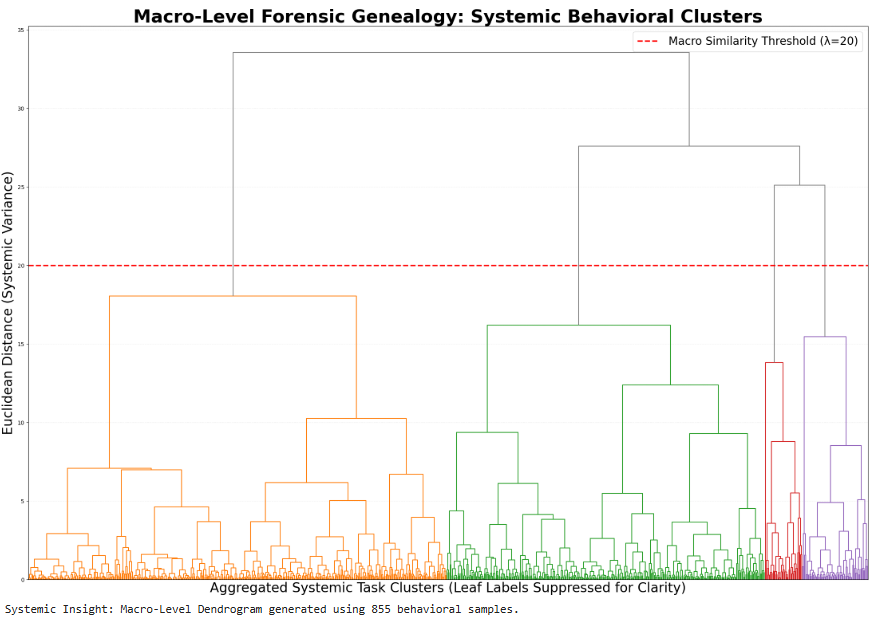 Macro-Level Forensic Genealogy: Systemic Behavioral Clusters
Macro Similarity Threshold (λ=20)
35
30
25
20
15
10
5
0
Euclidean Distance (Systemic Variance)
Aggregated Systemic Task Clusters (Leaf Labels Suppressed for Clarity)
Systemic Insight: Macro-Level Dendrogram generated using 855 behavioral samples.